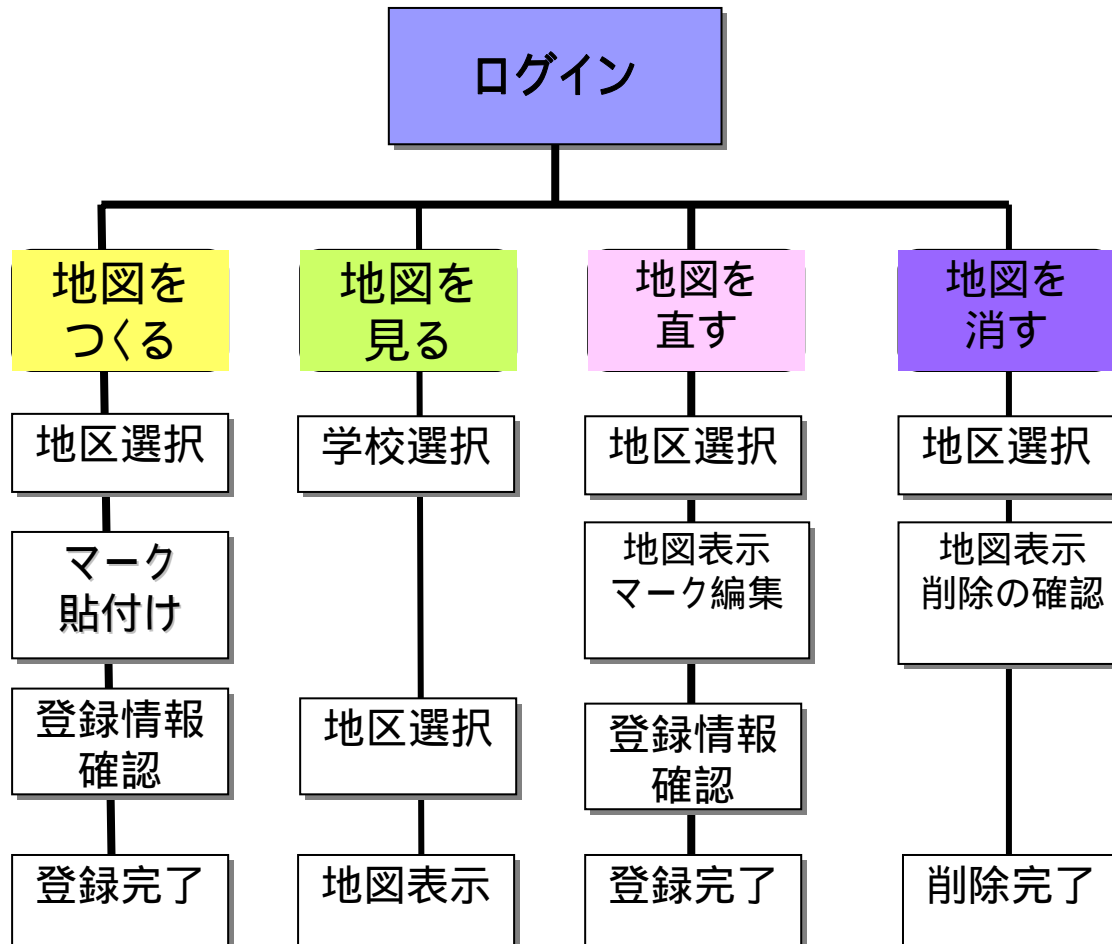 ログイン
地図を
つくる
地図を
見る
地図を
直す
地図を
消す
地区選択
学校選択
地区選択
地区選択
マーク
貼付け
地図表示
マーク編集
地図表示
削除の確認
登録情報
確認
地区選択
登録情報
確認
登録完了
地図表示
登録完了
削除完了